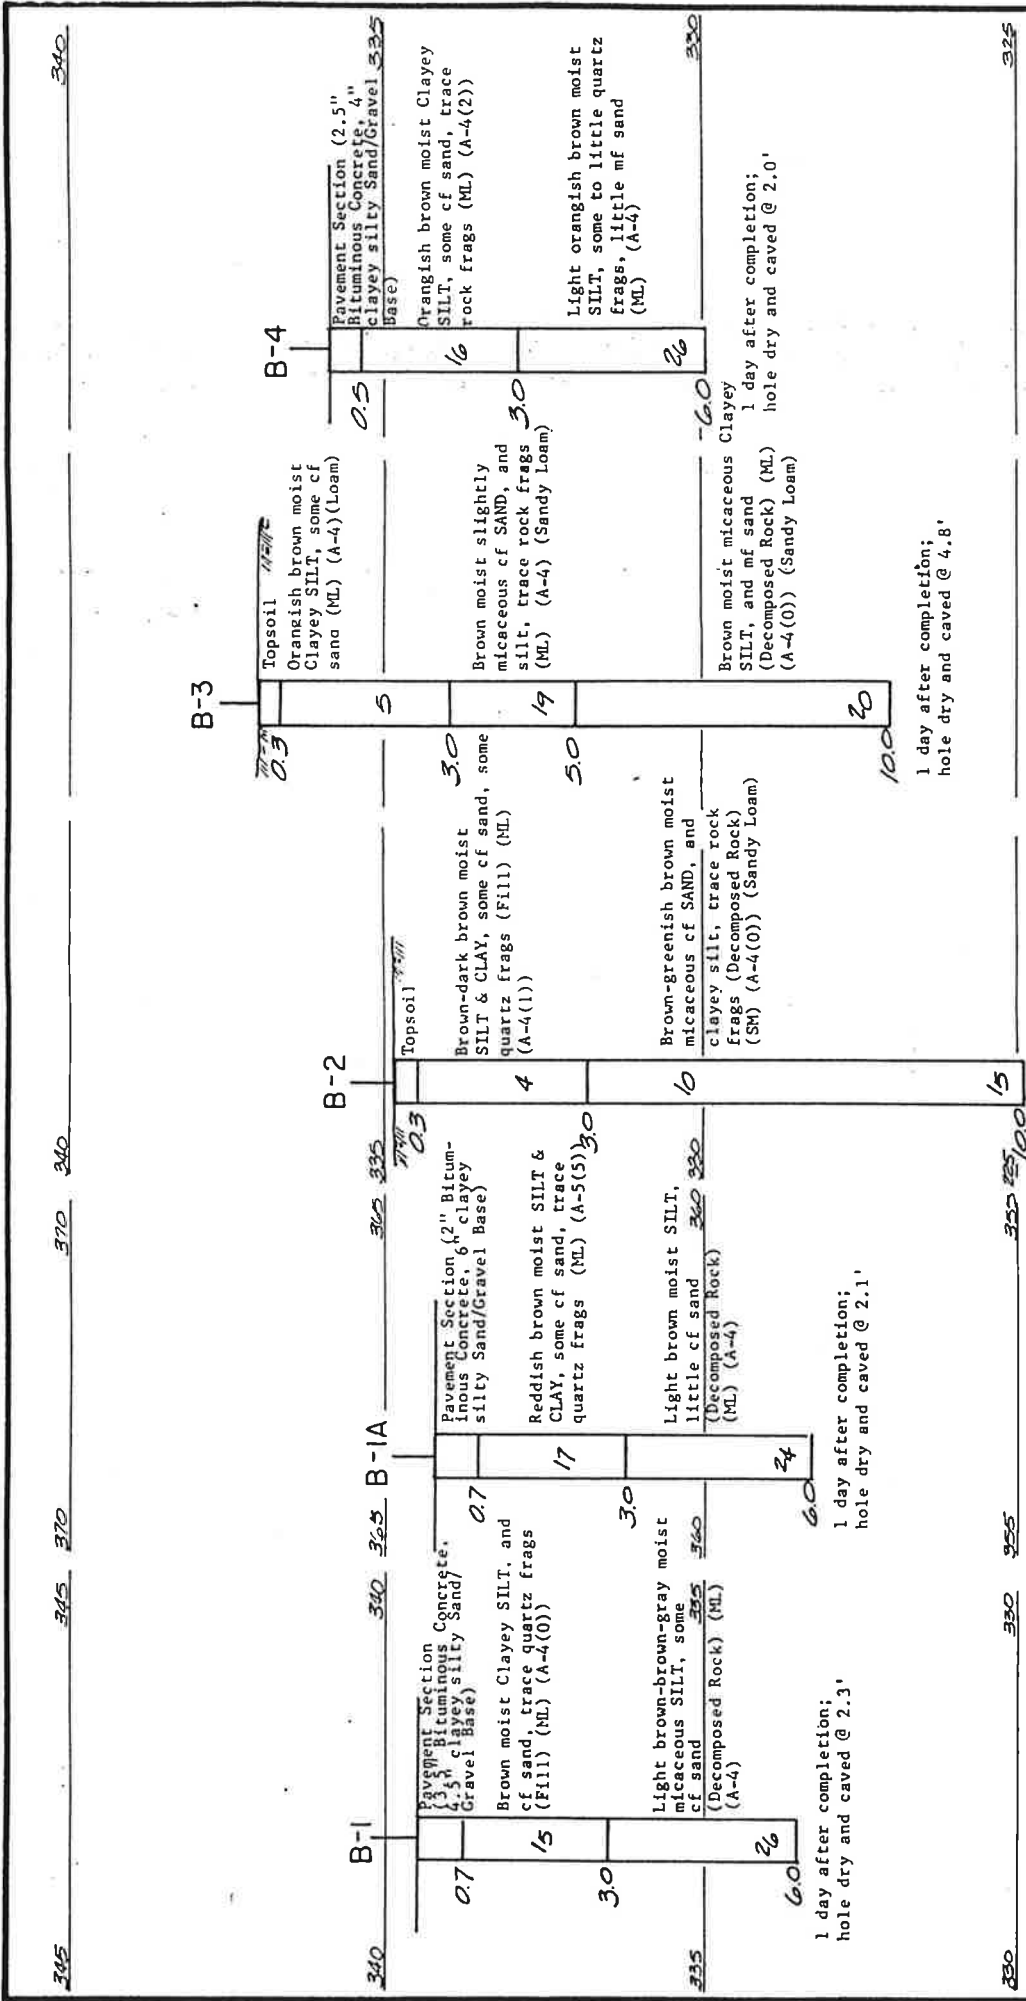 345
345
370
370
340
340
B-1
340
340
365
B-1A
365
335
335
330
330
325
Pavement Section
(3.5" Bituminous Concrete,
4.5" clayey silty Sand/
Gravel Base)
0.7
15
Brown moist Clayey SILT, and
cf sand, trace quartz frags
(Fill) (ML) (A-4(0))
3.0
Light brown-brown-gray moist
micaceous SILT, some
cf sand
(Decomposed Rock) (ML)
(A-4)
26
6.0
335
335
1 day after completion;
hole dry and caved @ 2.3'
330
330
Pavement Section (2" Bitum-
inous Concrete, 6" clayey
silty Sand/Gravel Base)
0.7
17
Reddish brown moist SILT &
CLAY, some cf sand, trace
quartz frags (ML) (A-5(5))
3.0
Light brown moist SILT,
little cf sand
(Decomposed Rock)
(ML) (A-4)
24
6.0
360
360
1 day after completion;
hole dry and caved @ 2.1'
355
355
B-2
Topsoil
0.3
4
Brown-dark brown moist
SILT & CLAY, some cf sand, some
quartz frags (Fill) (ML)
(A-4(1))
3.0
10
Brown-greenish brown moist
micaceous cf SAND, and
clayey silt, trace rock
frags (Decomposed Rock)
(SM) (A-4(0)) (Sandy Loam)
15
10.0
B-3
Topsoil
0.3
Orangish brown moist
Clayey SILT, some cf
sand (ML) (A-4)(Loam)
5
3.0
Brown moist slightly
micaceous cf SAND, and
silt, trace rock frags
(ML) (A-4) (Sandy Loam)
19
5.0
Brown moist micaceous Clayey
SILT, and mf sand
(Decomposed Rock) (ML)
(A-4(0)) (Sandy Loam)
20
10.0
1 day after completion;
hole dry and caved @ 4.8'
B-4
Pavement Section (2.5"
Bituminous Concrete, 4"
clayey silty Sand/Gravel
Base)
0.5
Orangish brown moist Clayey
SILT, some cf sand, trace
rock frags (ML) (A-4(2))
16
3.0
Light orangish brown moist
SILT, some to little quartz
frags, little mf sand
(ML) (A-4)
26
6.0
1 day after completion;
hole dry and caved @ 2.0'